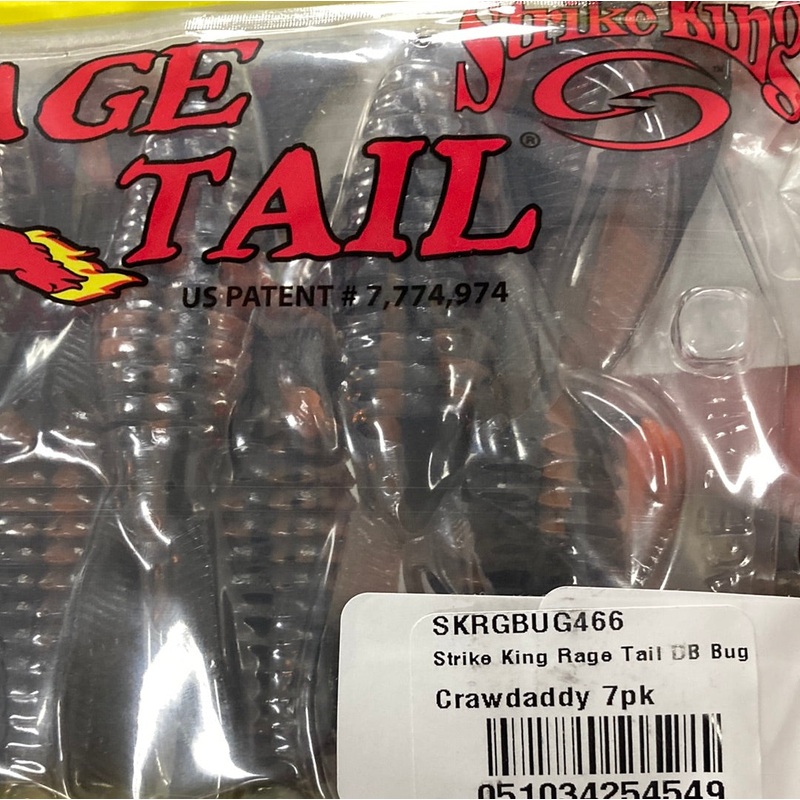 Strike King
AGE
TAIL®
US PATENT # 7,774,974
SKRGBUG466
Strike King Rage Tail DB Bug
Crawdaddy 7pk
051034254549